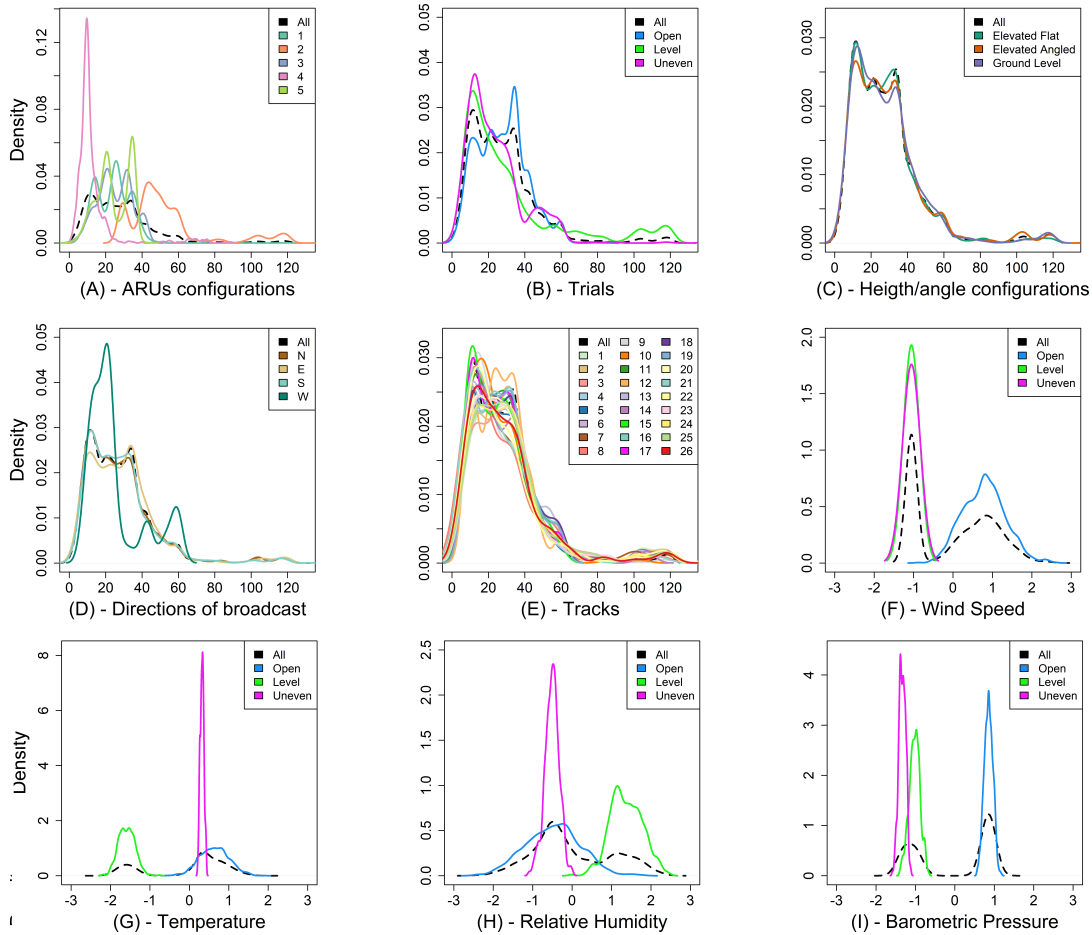 All
1
2
3
4
5
Density
0.00 0.04 0.08 0.12
0 20 40 60 80 100 120
(A) - ARUs configurations
All
Open
Level
Uneven
0.00 0.01 0.02 0.03 0.04 0.05
0 20 40 60 80 100 120
(B) - Trials
All
Elevated Flat
Elevated Angled
Ground Level
0.000 0.010 0.020 0.030
0 20 40 60 80 100 120
(C) - Heigth/angle configurations
All
N
E
S
W
Density
0.00 0.01 0.02 0.03 0.04 0.05
0 20 40 60 80 100 120
(D) - Directions of broadcast
All 9 18
1 10 19
2 11 20
3 12 21
4 13 22
5 14 23
6 15 24
7 16 25
8 17 26
0.000 0.010 0.020 0.030
0 20 40 60 80 100 120
(E) - Tracks
All
Open
Level
Uneven
0.0 0.5 1.0 1.5 2.0
-2 -1 0 1 2 3
(F) - Wind Speed
All
Open
Level
Uneven
Density
0 2 4 6 8
-3 -2 -1 0 1 2 3
(G) - Temperature
All
Open
Level
Uneven
0.0 0.5 1.0 1.5 2.0 2.5
-3 -2 -1 0 1 2 3
(H) - Relative Humidity
All
Open
Level
Uneven
0 1 2 3 4
-2 -1 0 1 2 3
(I) - Barometric Pressure